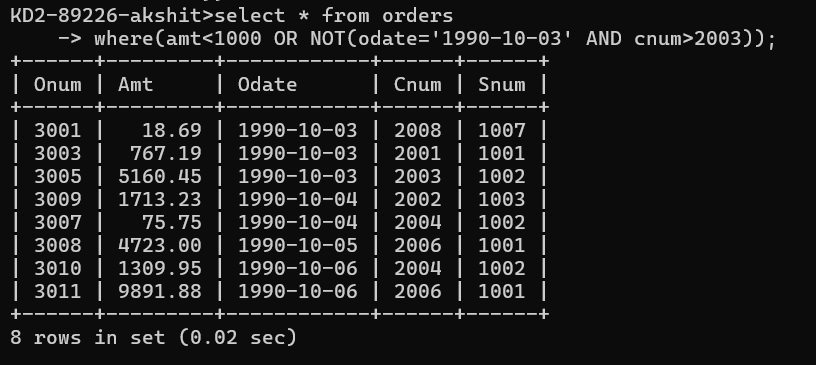 KD2-89226-akshit>select * from orders
    -> where(amt<1000 OR NOT(odate='1990-10-03' AND cnum>2003));
+------+---------+------------+------+------+
| Onum | Amt     | Odate      | Cnum | Snum |
+------+---------+------------+------+------+
| 3001 |   18.69 | 1990-10-03 | 2008 | 1007 |
| 3003 |  767.19 | 1990-10-03 | 2001 | 1001 |
| 3005 | 5160.45 | 1990-10-03 | 2003 | 1002 |
| 3009 | 1713.23 | 1990-10-04 | 2002 | 1003 |
| 3007 |   75.75 | 1990-10-04 | 2004 | 1002 |
| 3008 | 4723.00 | 1990-10-05 | 2006 | 1001 |
| 3010 | 1309.95 | 1990-10-06 | 2004 | 1002 |
| 3011 | 9891.88 | 1990-10-06 | 2006 | 1001 |
+------+---------+------------+------+------+
8 rows in set (0.02 sec)